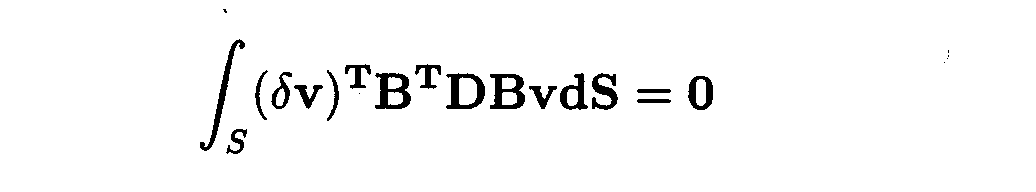 ∫_S (δv)^T B^T DBvdS = 0